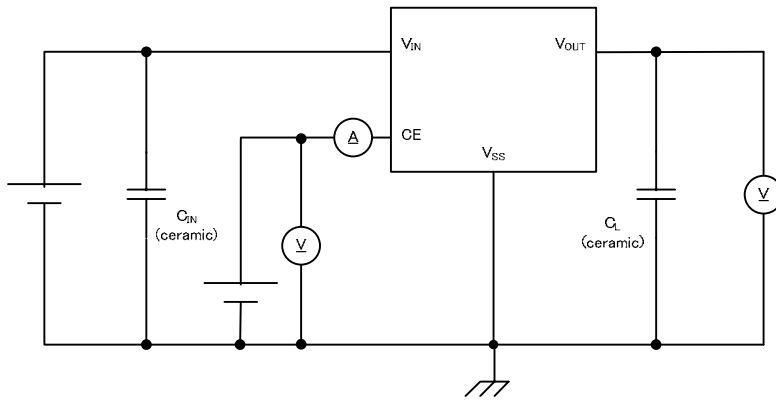 VIN
VOUT
A
CE
VSS
CIN
(ceramic)
V
CL
(ceramic)
V